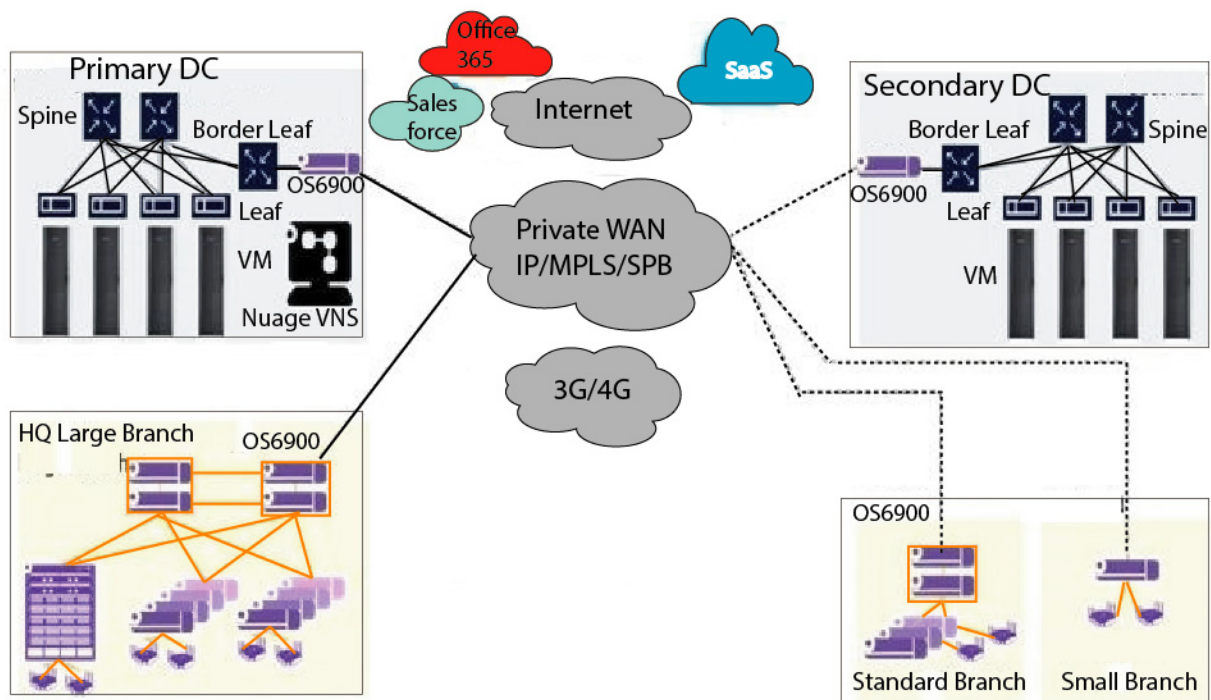 Primary DC
Spine
Border Leaf
OS6900
Leaf
VM
Nuage VNS
Office
365
Sales
force
Internet
SaaS
Private WAN
IP/MPLS/SPB
3G/4G
Secondary DC
Border Leaf
Spine
OS6900
Leaf
VM
HQ Large Branch
OS6900
OS6900
Standard Branch
Small Branch